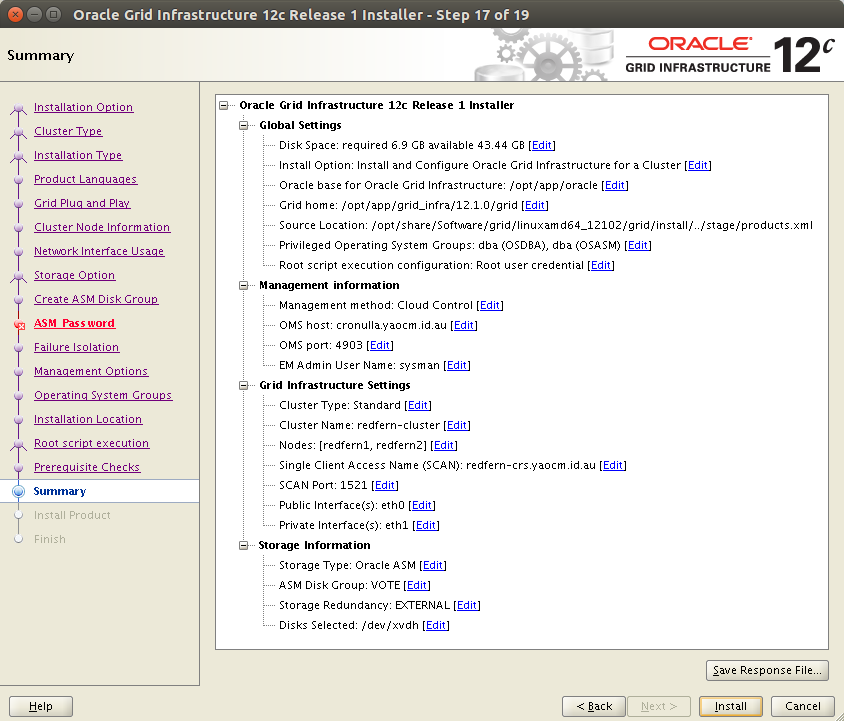 Oracle Grid Infrastructure 12c Release 1 Installer - Step 17 of 19
Summary
ORACLE
GRID INFRASTRUCTURE
12c
Installation Option
Cluster Type
Installation Type
Product Languages
Grid Plug and Play
Cluster Node Information
Network Interface Usage
Storage Option
Create ASM Disk Group
ASM Password
Failure Isolation
Management Options
Operating System Groups
Installation Location
Root script execution
Prerequisite Checks
Summary
Install Product
Finish
Oracle Grid Infrastructure 12c Release 1 Installer
Global Settings
Disk Space: required 6.9 GB available 43.44 GB [Edit]
Install Option: Install and Configure Oracle Grid Infrastructure for a Cluster [Edit]
Oracle base for Oracle Grid Infrastructure: /opt/app/oracle [Edit]
Grid home: /opt/app/grid_infra/12.1.0/grid [Edit]
Source Location: /opt/share/Software/grid/linuxamd64_12102/grid/install/../stage/products.xml
Privileged Operating System Groups: dba (OSDBA), dba (OSASM) [Edit]
Root script execution configuration: Root user credential [Edit]
Management information
Management method: Cloud Control [Edit]
OMS host: cronulla.yaocm.id.au [Edit]
OMS port: 4903 [Edit]
EM Admin User Name: sysman [Edit]
Grid Infrastructure Settings
Cluster Type: Standard [Edit]
Cluster Name: redfern-cluster [Edit]
Nodes: [redfern1, redfern2] [Edit]
Single Client Access Name (SCAN): redfern-crs.yaocm.id.au [Edit]
SCAN Port: 1521 [Edit]
Public Interface(s): eth0 [Edit]
Private Interface(s): eth1 [Edit]
Storage Information
Storage Type: Oracle ASM [Edit]
ASM Disk Group: VOTE [Edit]
Storage Redundancy: EXTERNAL [Edit]
Disks Selected: /dev/xvdh [Edit]
Save Response File...
Help
< Back
Next >
Install
Cancel